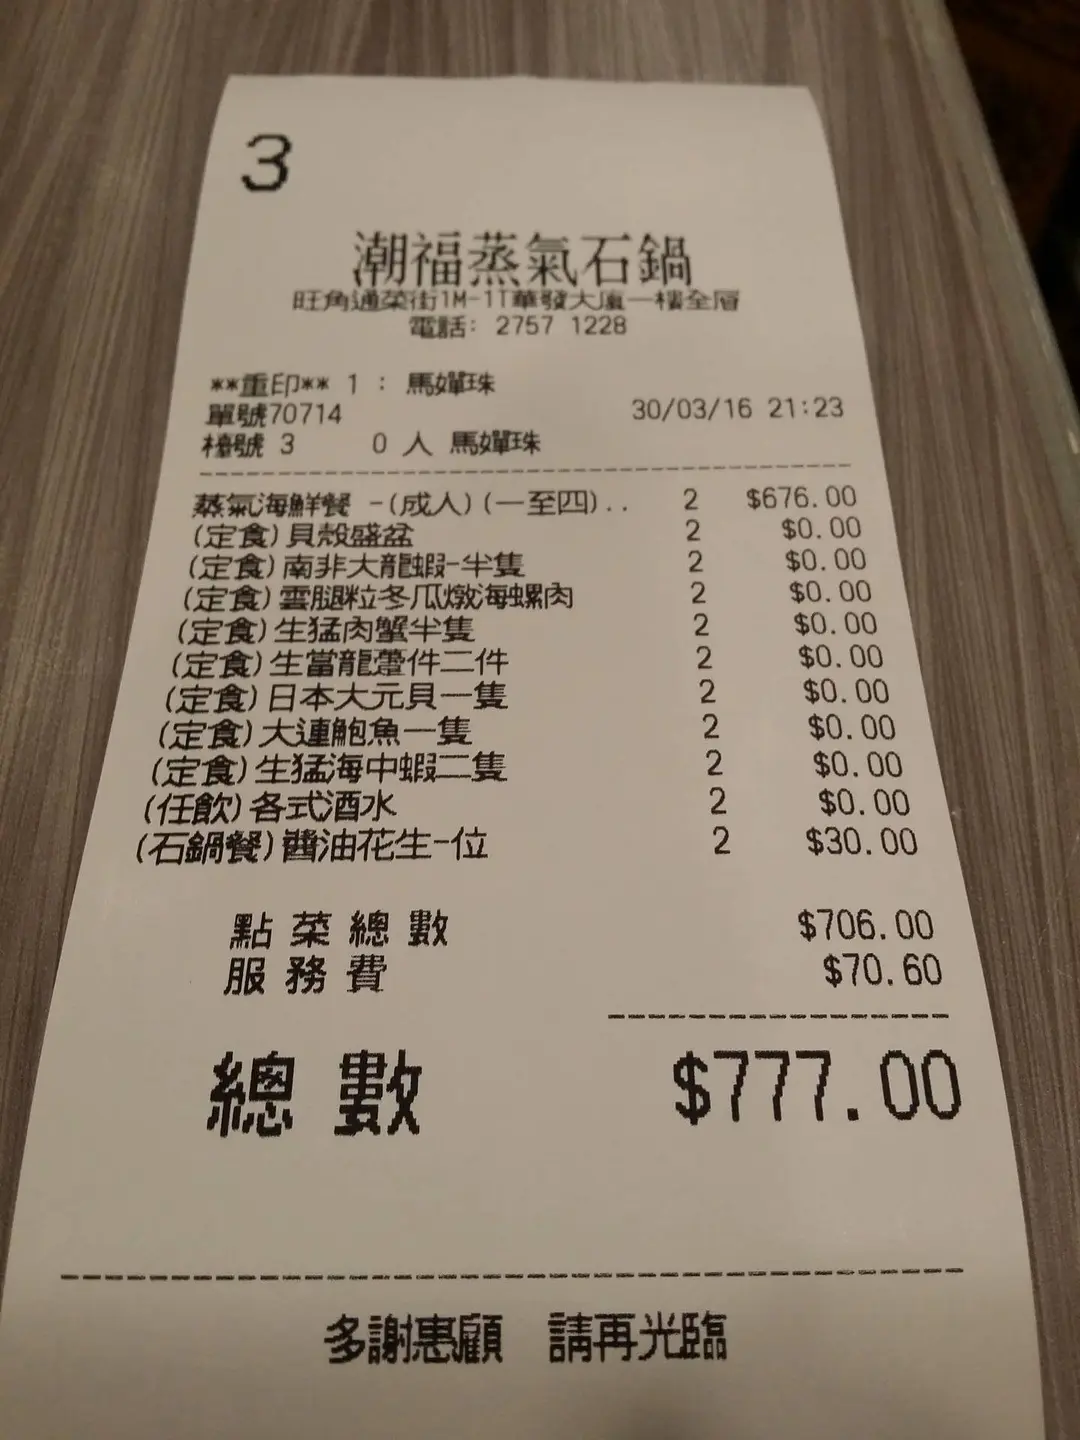 3
潮福蒸氣石鍋
旺角通菜街1M-1T華發大廈一樓全層
電話: 2757 1228
**重印** 1 : 馬嬋珠
單號70714 30/03/16 21:23
檯號 3 0 人 馬嬋珠
蒸氣海鮮餐 -(成人)(一至四).. 2 $676.00
(定食)貝殼盛盆 2 $0.00
(定食)南非大龍蝦-半隻 2 $0.00
(定食)雲腿粒冬瓜燉海螺肉 2 $0.00
(定食)生猛肉蟹半隻 2 $0.00
(定食)生當龍躉件二件 2 $0.00
(定食)日本大元貝一隻 2 $0.00
(定食)大連鮑魚一隻 2 $0.00
(定食)生猛海中蝦二隻 2 $0.00
(任飲)各式酒水 2 $0.00
(石鍋餐)醬油花生-位 2 $30.00
點菜總數 $706.00
服務費 $70.60
總數 $777.00
多謝惠顧 請再光臨